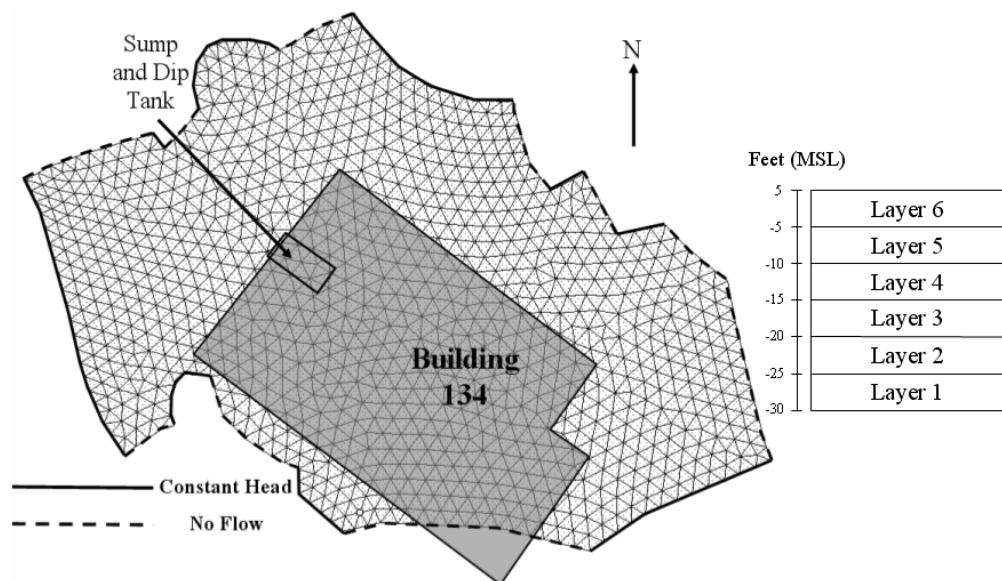 Sump
and Dip
Tank
N
Feet (MSL)
5
Layer 6
-5
Layer 5
-10
Layer 4
-15
Layer 3
-20
Layer 2
-25
Layer 1
-30
Building
134
Constant Head
No Flow